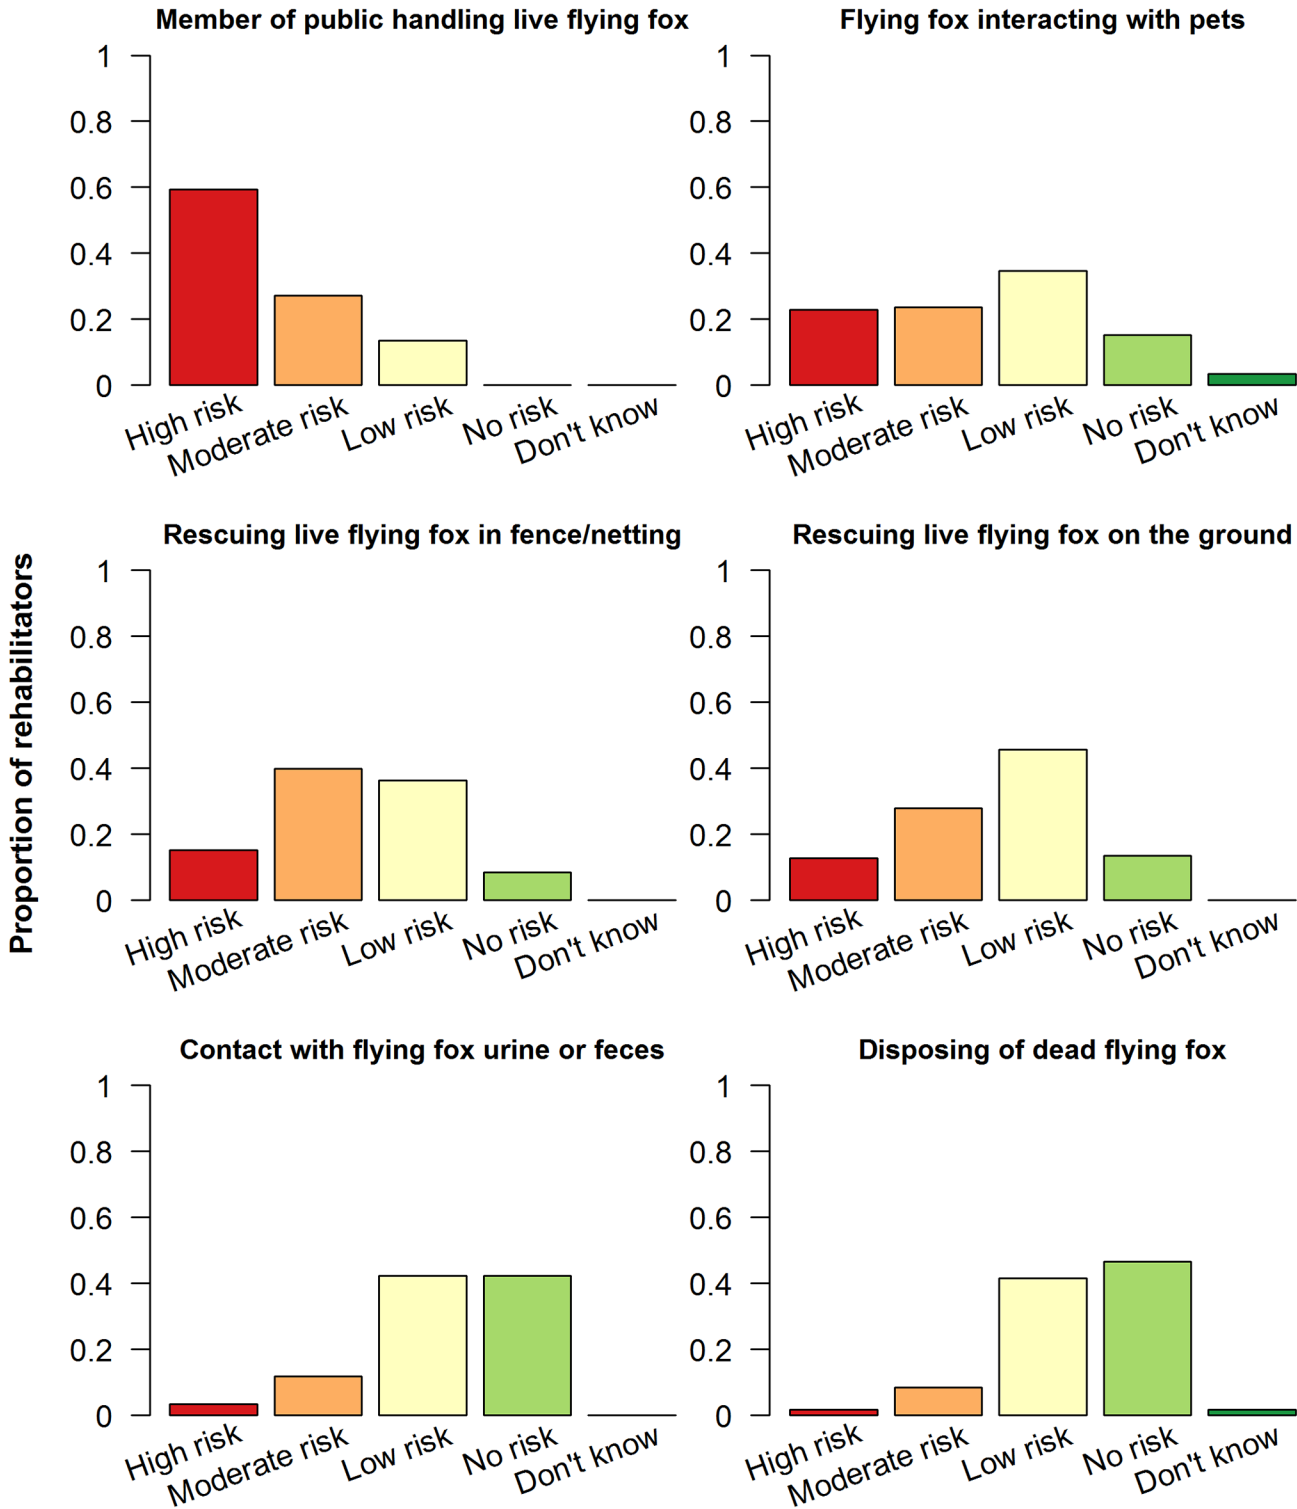 Member of public handling live flying fox
1
0.8
0.6
0.4
0.2
0
High risk
Moderate risk
Low risk
No risk
Don't know
Flying fox interacting with pets
1
0.8
0.6
0.4
0.2
0
High risk
Moderate risk
Low risk
No risk
Don't know
Proportion of rehabilitators
Rescuing live flying fox in fence/netting
1
0.8
0.6
0.4
0.2
0
High risk
Moderate risk
Low risk
No risk
Don't know
Rescuing live flying fox on the ground
1
0.8
0.6
0.4
0.2
0
High risk
Moderate risk
Low risk
No risk
Don't know
Contact with flying fox urine or feces
1
0.8
0.6
0.4
0.2
0
High risk
Moderate risk
Low risk
No risk
Don't know
Disposing of dead flying fox
1
0.8
0.6
0.4
0.2
0
High risk
Moderate risk
Low risk
No risk
Don't know